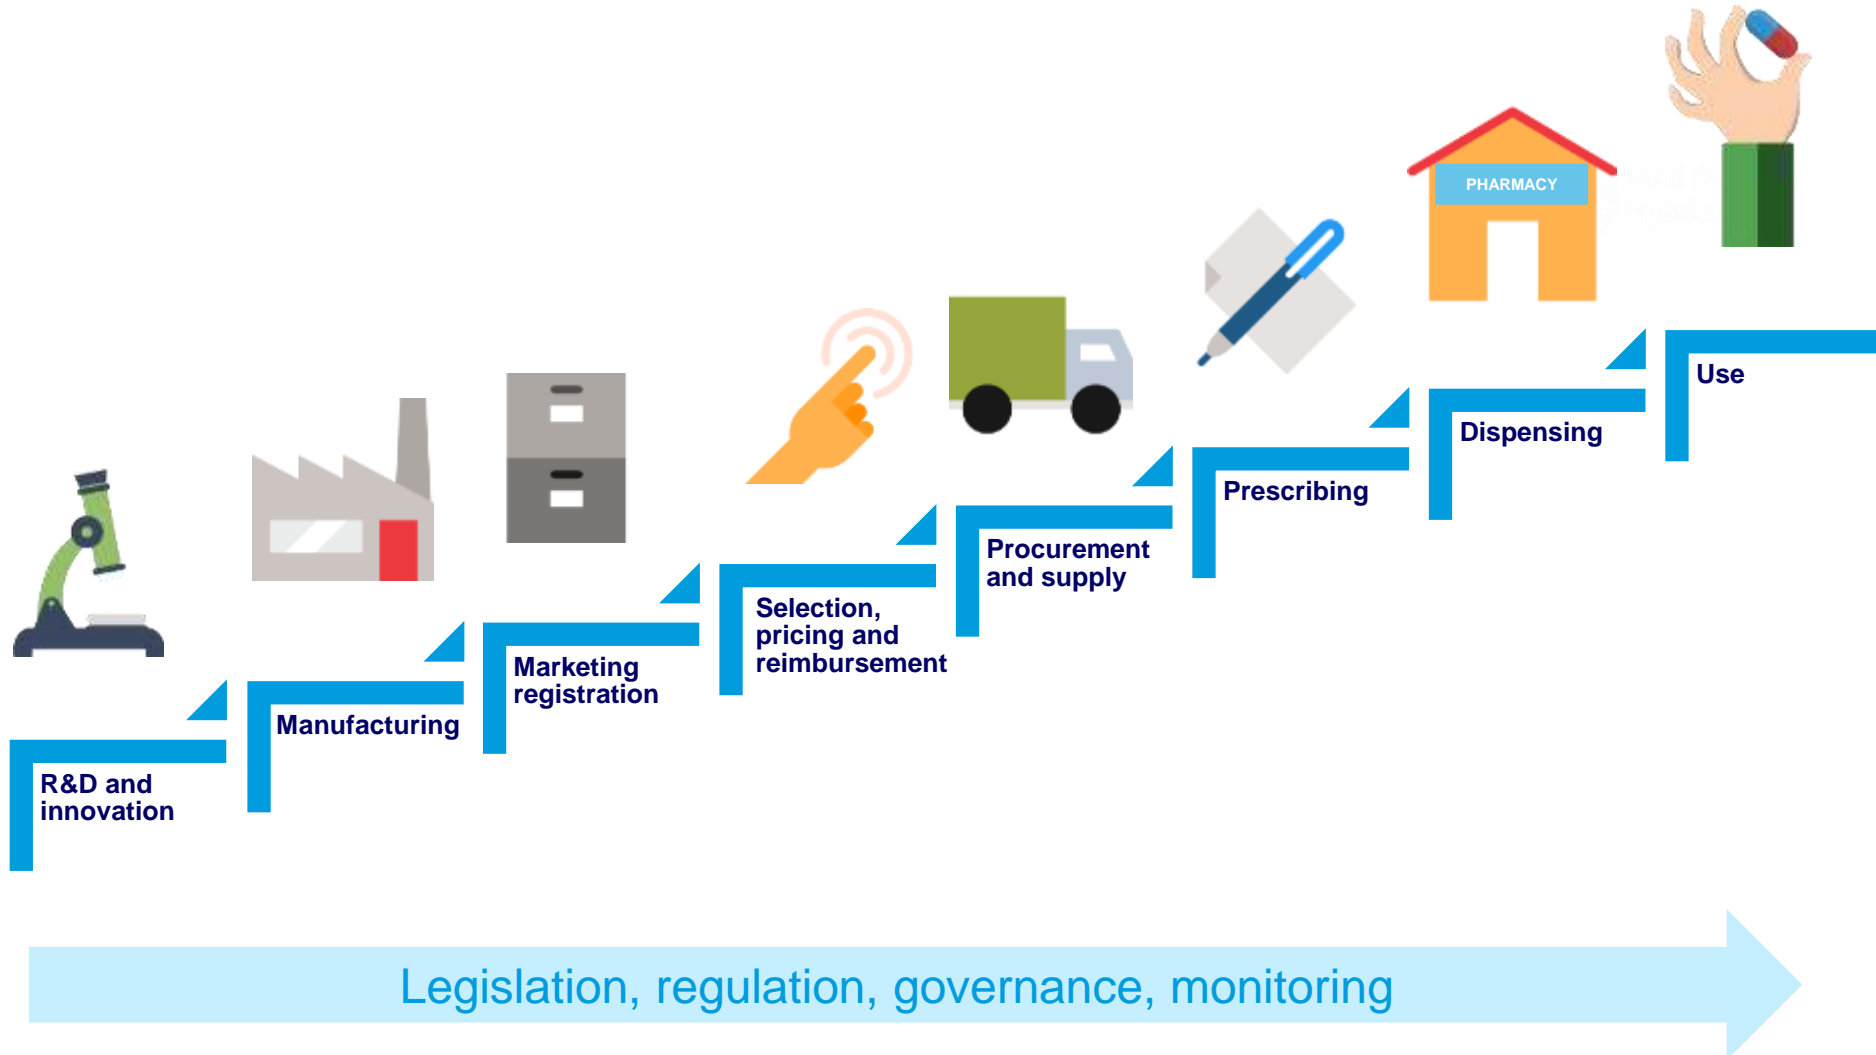 PHARMACY
Use
Dispensing
Prescribing
Procurement
and supply
Selection,
pricing and
reimbursement
Marketing
registration
Manufacturing
R&D and
innovation
Legislation, regulation, governance, monitoring